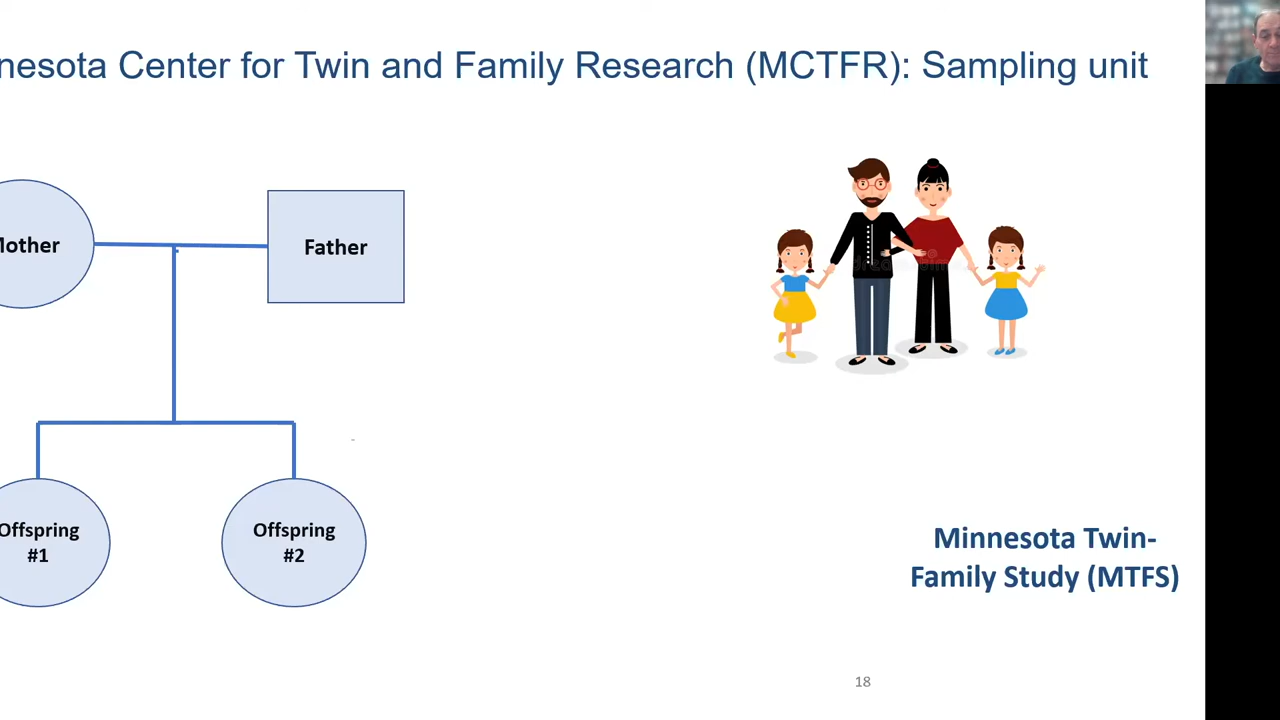 nesota Center for Twin and Family Research (MCTFR): Sampling unit
Mother
Father
Offspring
#1
Offspring
#2
Minnesota Twin-
Family Study (MTFS)
18